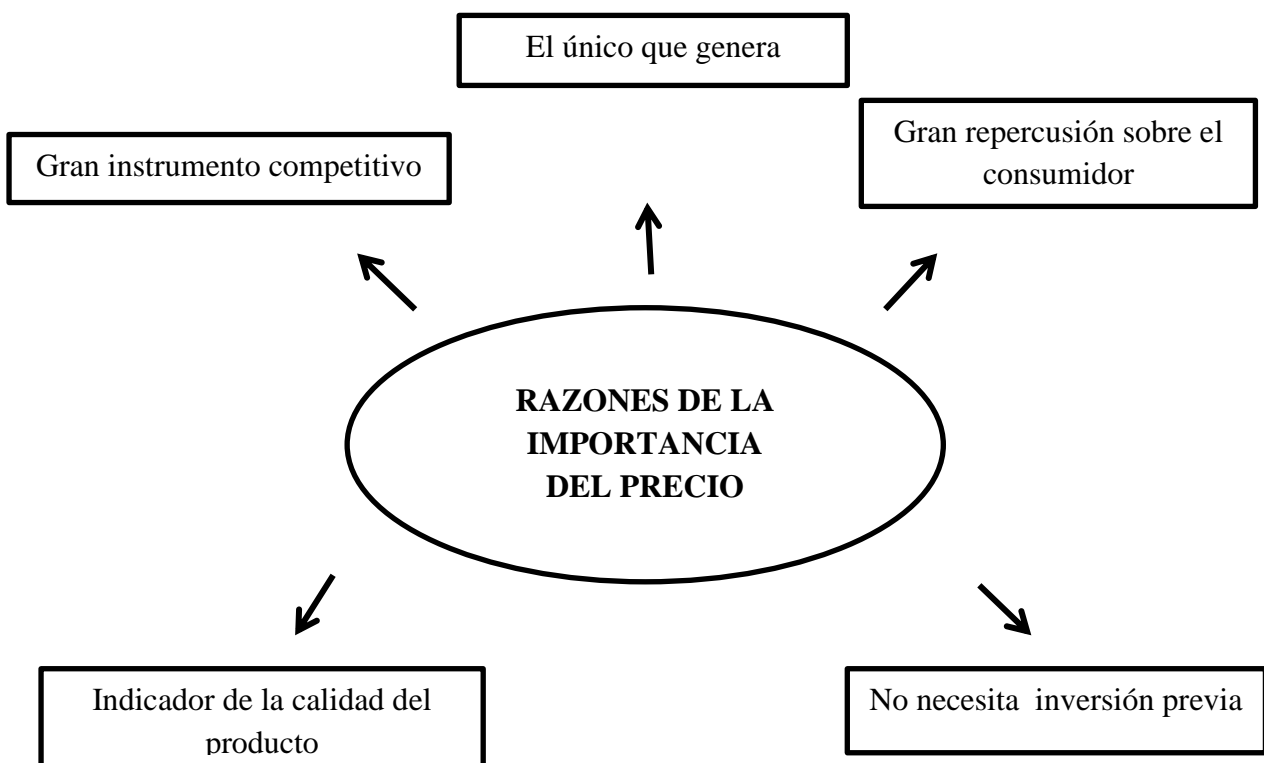 El único que genera
Gran instrumento competitivo
Gran repercusión sobre el
consumidor
RAZONES DE LA
IMPORTANCIA
DEL PRECIO
Indicador de la calidad del
producto
No necesita inversión previa